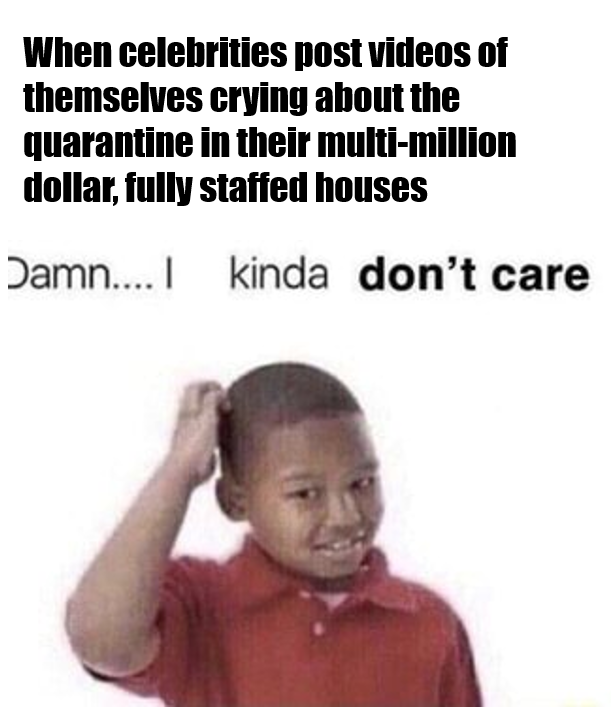 When celebrities post videos of
themselves crying about the
quarantine in their multi-million
dollar, fully staffed houses
Damn.... I kinda don't care